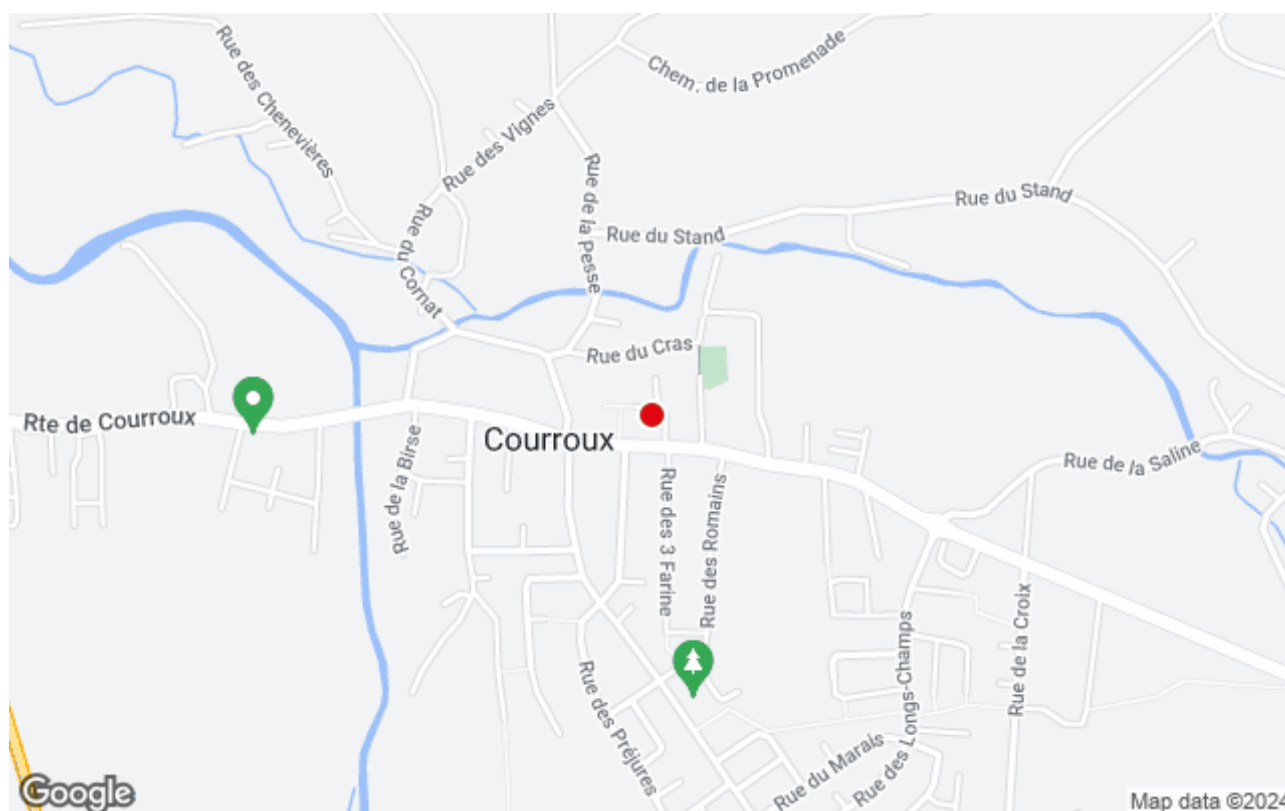 Rue des Chenevières
Chem. de la Promenade
Rue des Vignes
Rue de la Pesse
Rue du Stand
Rue du Stand
Rue du Cornat
Rue du Cras
Rte de Courroux
Courroux
Rue de la Birse
Rue des 3 Farine
Rue des Romains
Rue de la Saline
Rue de la Croix
Rue des Longs-Champs
Rue des Préjures
Rue du Marais
Google
Map data ©2024